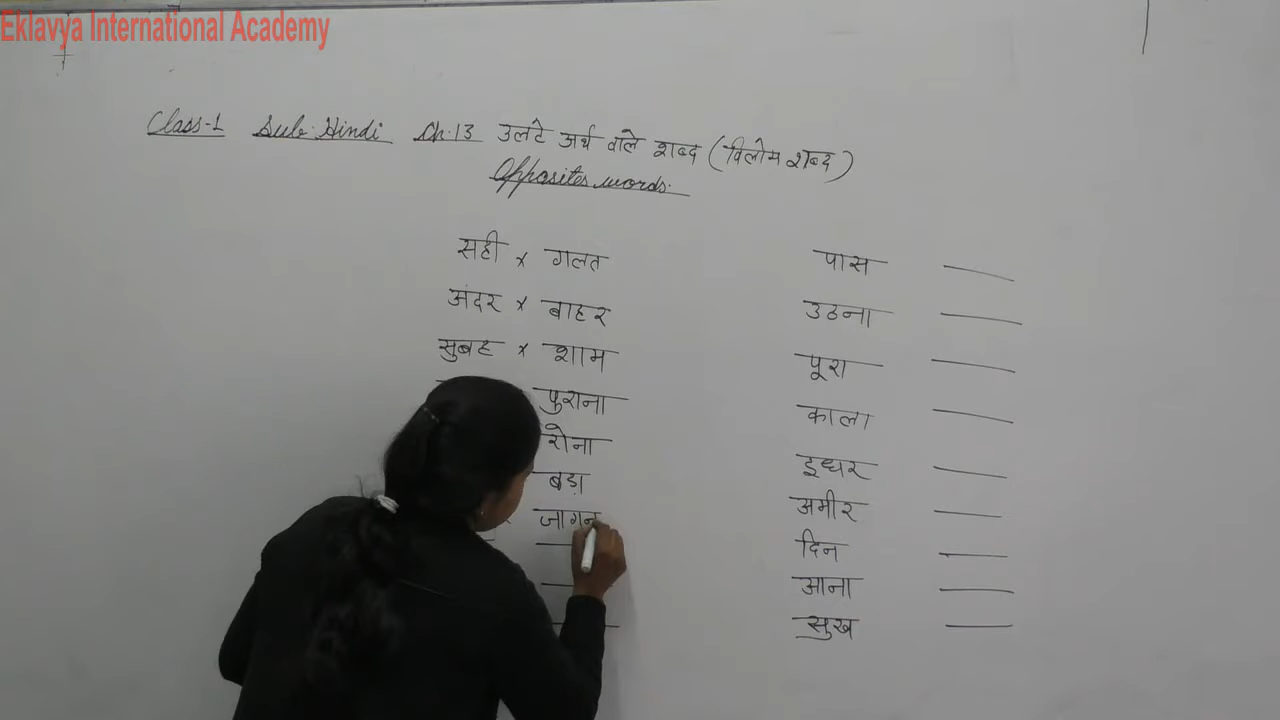 Eklavya International Academy
Class-1 Sub: Hindi Ch.13 उलटे अर्थ वाले शब्द (विलोम शब्द)
Opposites words.
सही x गलत
अंदर x बाहर
सुबह x शाम
पुराना
रोना
बड़ा
जागन
पास
उठना
पूरा
काला
इधर
अमीर
दिन
आना
सुख